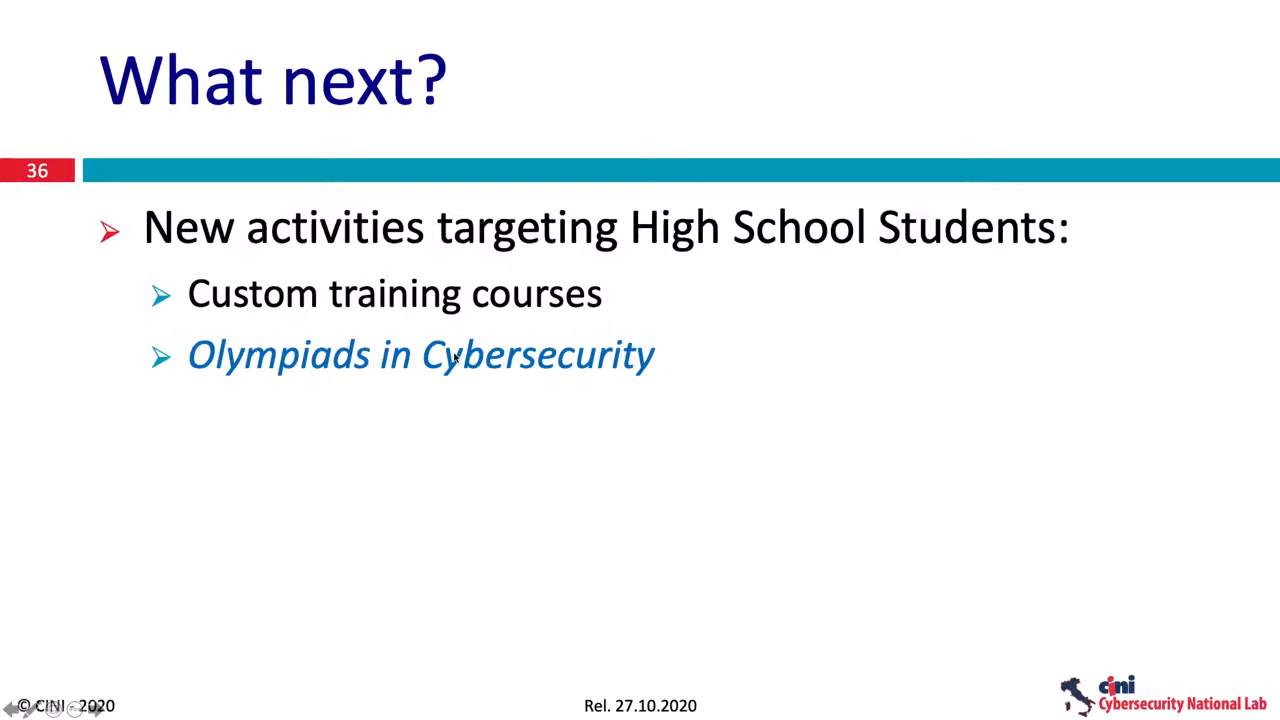 What next?
36
New activities targeting High School Students:
Custom training courses
Olympiads in Cybersecurity
© CINI - 2020
Rel. 27.10.2020
cini
Cybersecurity National Lab